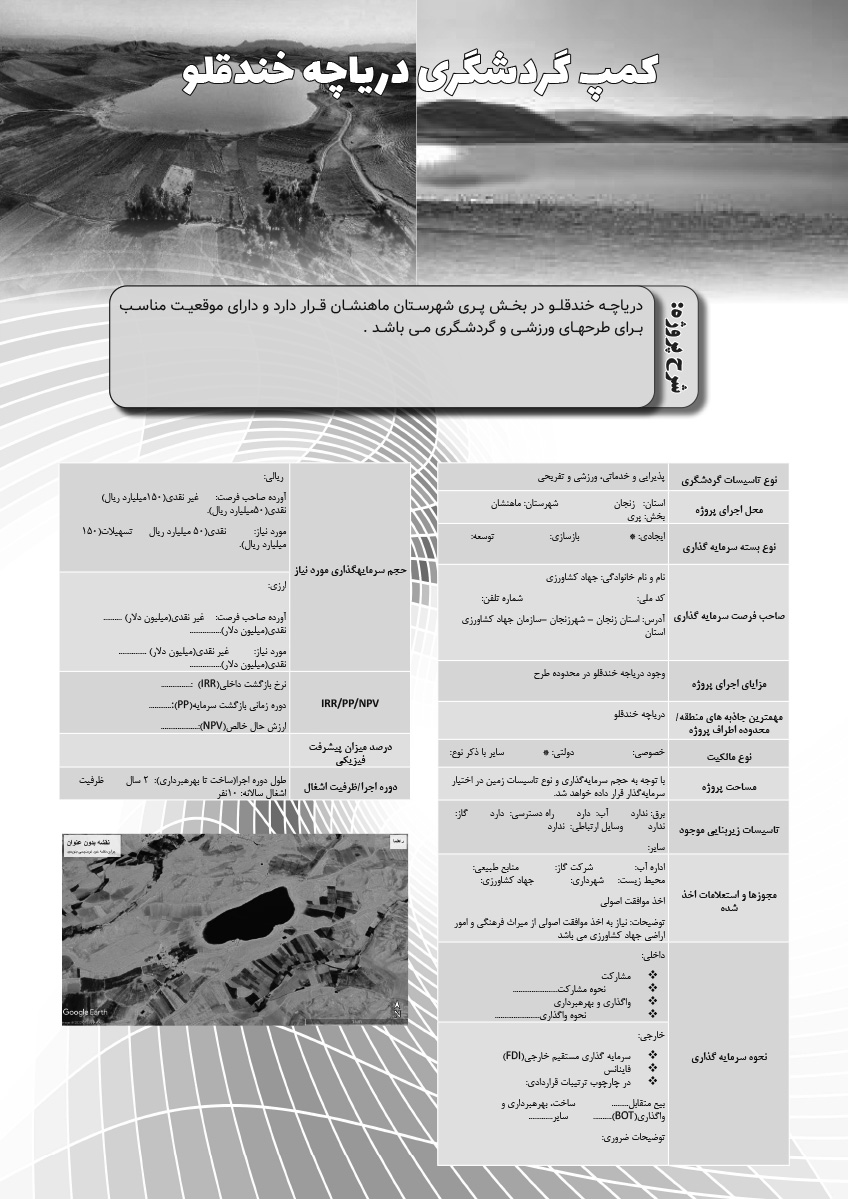 کمپ گردشگری دریاچه خندقلو
شرح پروژه:
دریاچه خندقلو در بخش پری شهرستان ماهنشان قرار دارد و دارای موقعیت مناسب
برای طرحهای ورزشی و گردشگری می باشد .
نوع تاسیسات گردشگری
پذیرایی و خدماتی، ورزشی و تفریحی
محل اجرای پروژه
استان: زنجان شهرستان: ماهنشان
بخش: پری
نوع بسته سرمایه گذاری
ایجادی: * بازسازی: توسعه:
صاحب فرصت سرمایه گذاری
نام و نام خانوادگی: جهاد کشاورزی
کد ملی: شماره تلفن:
آدرس: استان زنجان – شهرزنجان –سازمان جهاد کشاورزی
استان
مزایای اجرای پروژه
وجود دریاچه خندقلو در محدوده طرح
مهمترین جاذبه های منطقه/
محدوده اطراف پروژه
دریاچه خندقلو
نوع مالکیت
خصوصی: دولتی: * سایر با ذکر نوع:
مساحت پروژه
با توجه به حجم سرمایه‌گذاری و نوع تاسیسات زمین در اختیار
سرمایه‌گذار قرار داده خواهد شد.
تاسیسات زیربنایی موجود
برق: ندارد آب: دارد راه دسترسی: دارد گاز:
ندارد وسایل ارتباطی: ندارد
سایر:
مجوزها و استعلامات اخذ
شده
اداره آب: شرکت گاز: منابع طبیعی:
محیط زیست: شهرداری: جهاد کشاورزی:
اخذ موافقت اصولی
توضیحات: نیاز به اخذ موافقت اصولی از میراث فرهنگی و امور
اراضی جهاد کشاورزی می باشد
نحوه سرمایه گذاری
داخلی:
❖ مشارکت
❖ نحوه مشارکت......................
❖ واگذاری و بهرهبرداری
❖ نحوه واگذاری......................
خارجی:
❖ سرمایه گذاری مستقیم خارجی(FDI)
❖ فاینانس
❖ در چارچوب ترتیبات قراردادی:
بیع متقابل........ ساخت، بهرهبرداری و
واگذاری(BOT)......... سایر...........
توضیحات ضروری:
حجم سرمایهگذاری مورد نیاز
ریالی:
آورده صاحب فرصت: غیر نقدی(۱۵۰میلیارد ریال)
نقدی(۵۰میلیارد ریال).
مورد نیاز: نقدی(۵۰ میلیارد ریال تسهیلات(۱۵۰
میلیارد ریال).
ارزی:
آورده صاحب فرصت: غیر نقدی(میلیون دلار) .........
نقدی(میلیون دلار)...............
مورد نیاز: غیر نقدی(میلیون دلار) .............
نقدی(میلیون دلار)...............
IRR/PP/NPV
نرخ بازگشت داخلی(IRR) :..............
دوره زمانی بازگشت سرمایه(PP):...........
ارزش حال خالص(NPV):..................
درصد میزان پیشرفت
فیزیکی
دوره اجرا/ظرفیت اشغال
طول دوره اجرا(ساخت تا بهرهبرداری): ۲ سال ظرفیت
اشغال سالانه: ۱۰نفر
نقشه بدون عنوان
راهنما
Google Earth
N